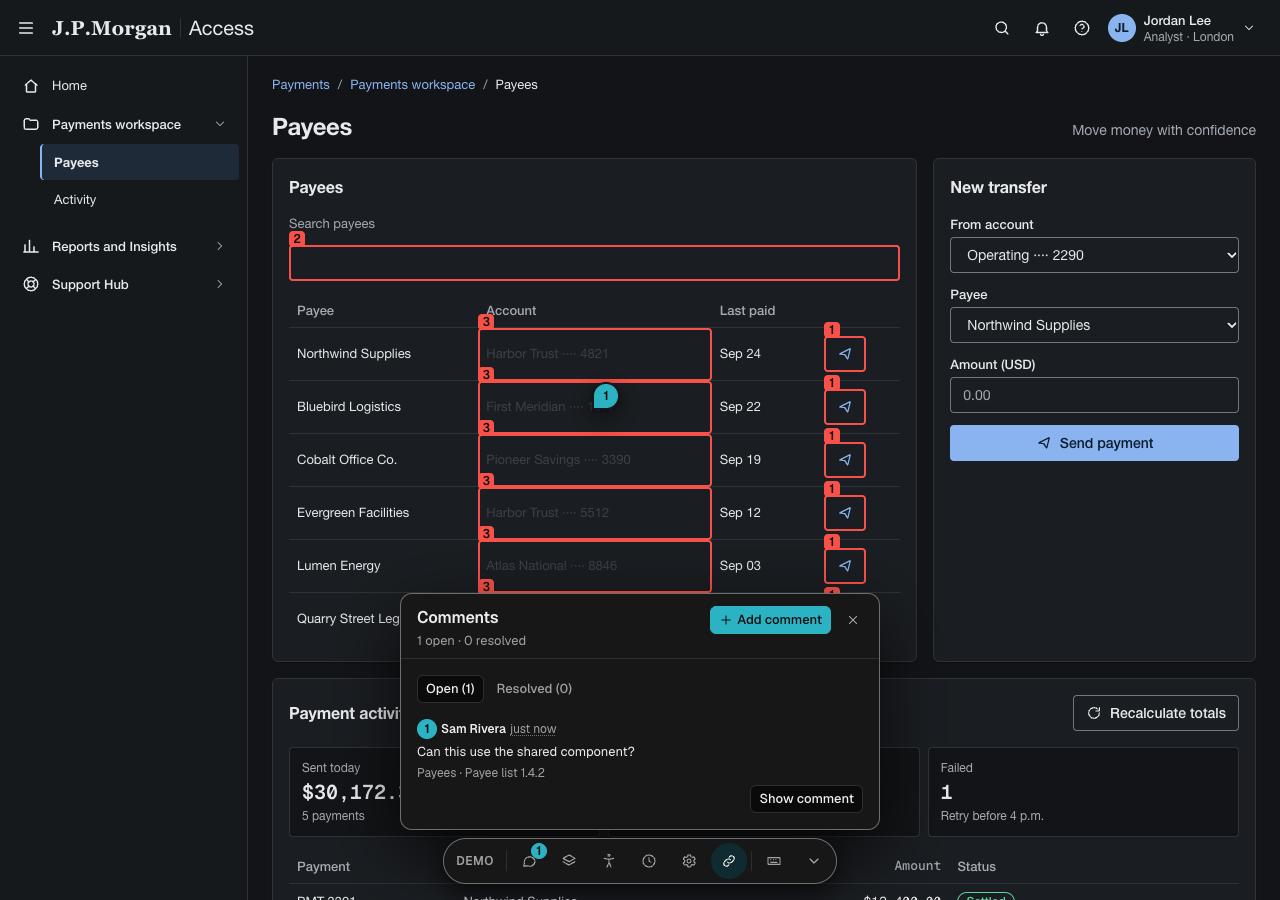 J.P.Morgan Access
JL
Jordan Lee
Analyst · London
Home
Payments workspace
Payees
Activity
Reports and Insights
Support Hub
Payments / Payments workspace / Payees
Payees
Move money with confidence
Payees
Search payees
2
Payee Account Last paid
3 1
Northwind Supplies Harbor Trust ···· 4821 Sep 24
3 1
Bluebird Logistics First Meridian ···· Sep 22
1
3 1
Cobalt Office Co. Pioneer Savings ···· 3390 Sep 19
3 1
Evergreen Facilities Harbor Trust ···· 5512 Sep 12
3 1
Lumen Energy Atlas National ···· 8846 Sep 03
3
Quarry Street
New transfer
From account
Operating ···· 2290
Payee
Northwind Supplies
Amount (USD)
0.00
Send payment
Comments
1 open · 0 resolved
Add comment
Open (1) Resolved (0)
1 Sam Rivera just now
Can this use the shared component?
Payees · Payee list 1.4.2
Show comment
Payment
Recalculate totals
Sent today
$30,172.
5 payments
Failed
1
Retry before 4 p.m.
DEMO
1
Payment Amount Status
Northwind Supplies
Settled